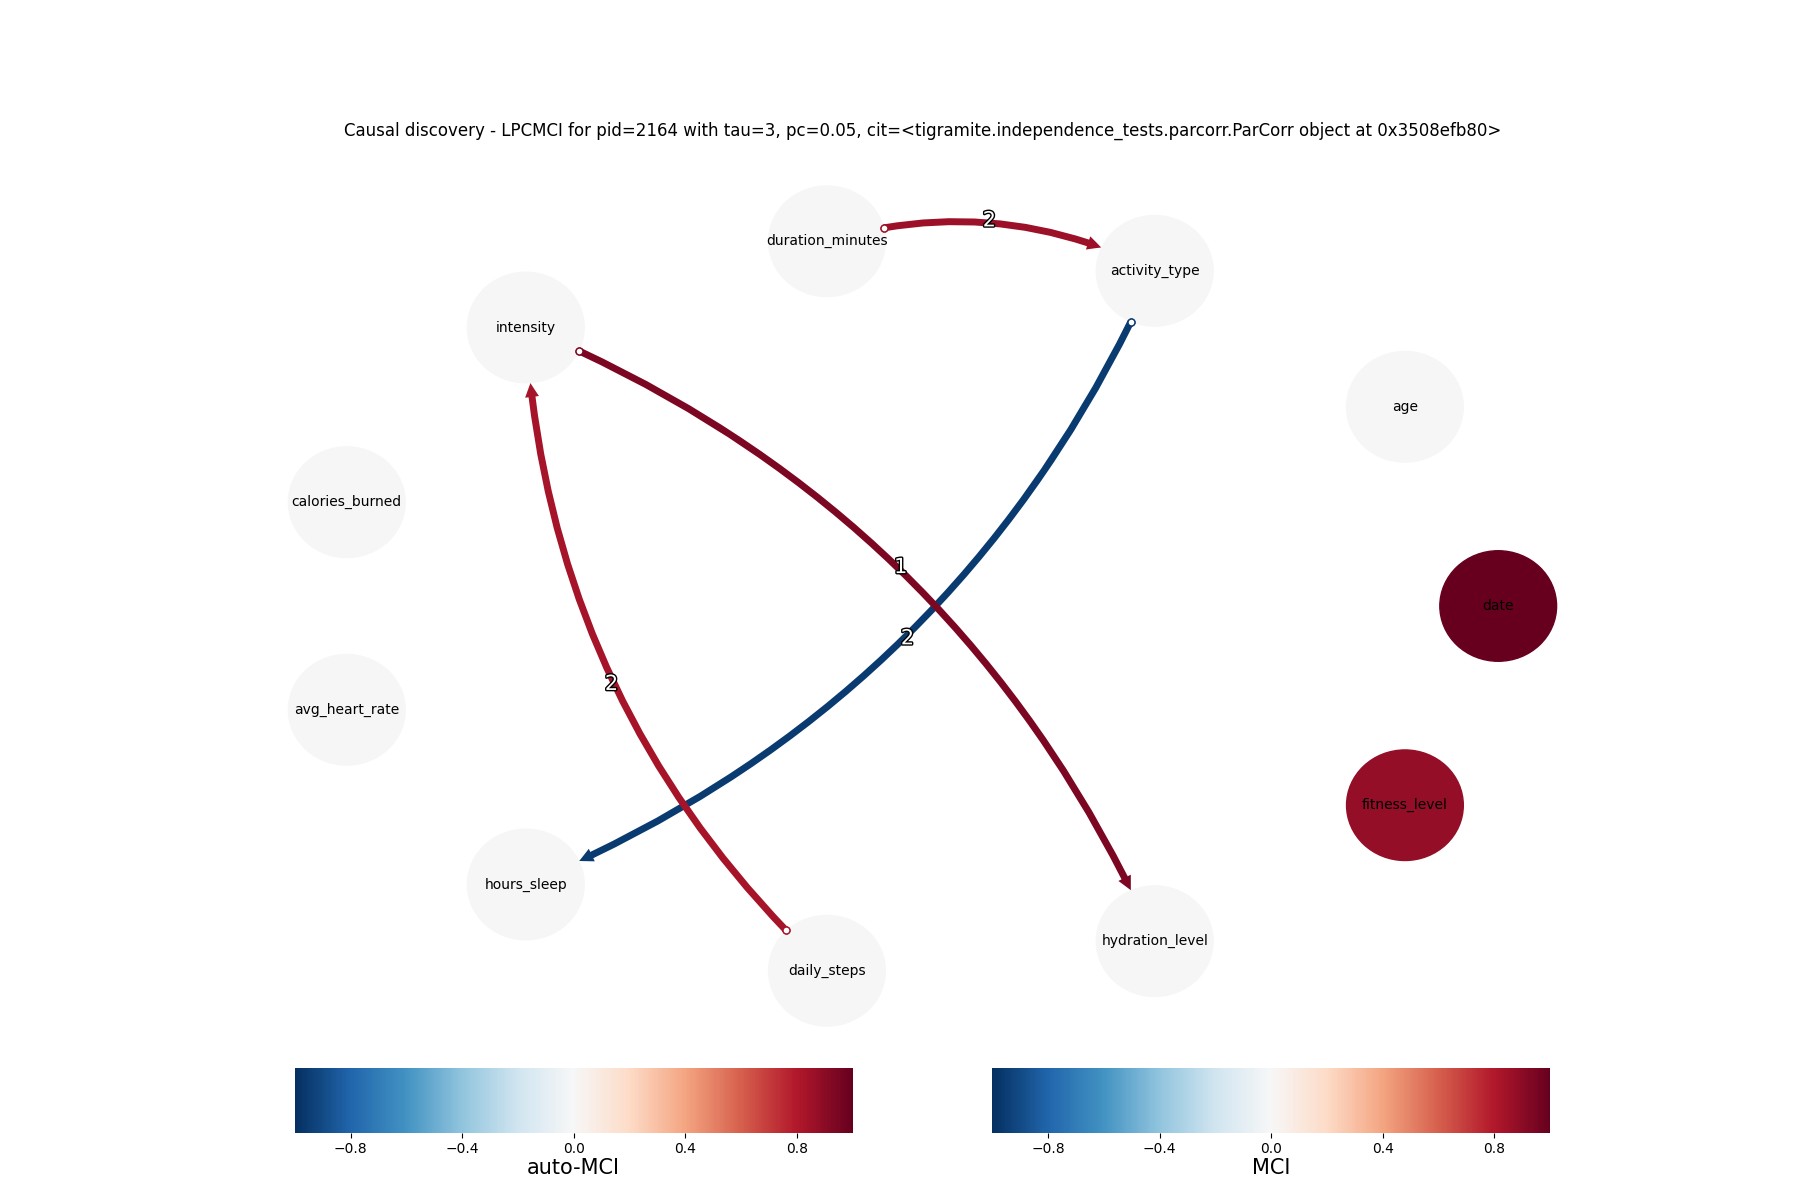 Causal discovery - LPCMCI for pid=2164 with tau=3, pc=0.05, cit=<tigramite.independence_tests.parcorr.ParCorr object at 0x3508efb80>
duration_minutes
2
activity_type
intensity
age
calories_burned
1
date
2
2
avg_heart_rate
fitness_level
hours_sleep
hydration_level
daily_steps
−0.8 −0.4 0.0 0.4 0.8
auto-MCI
−0.8 −0.4 0.0 0.4 0.8
MCI